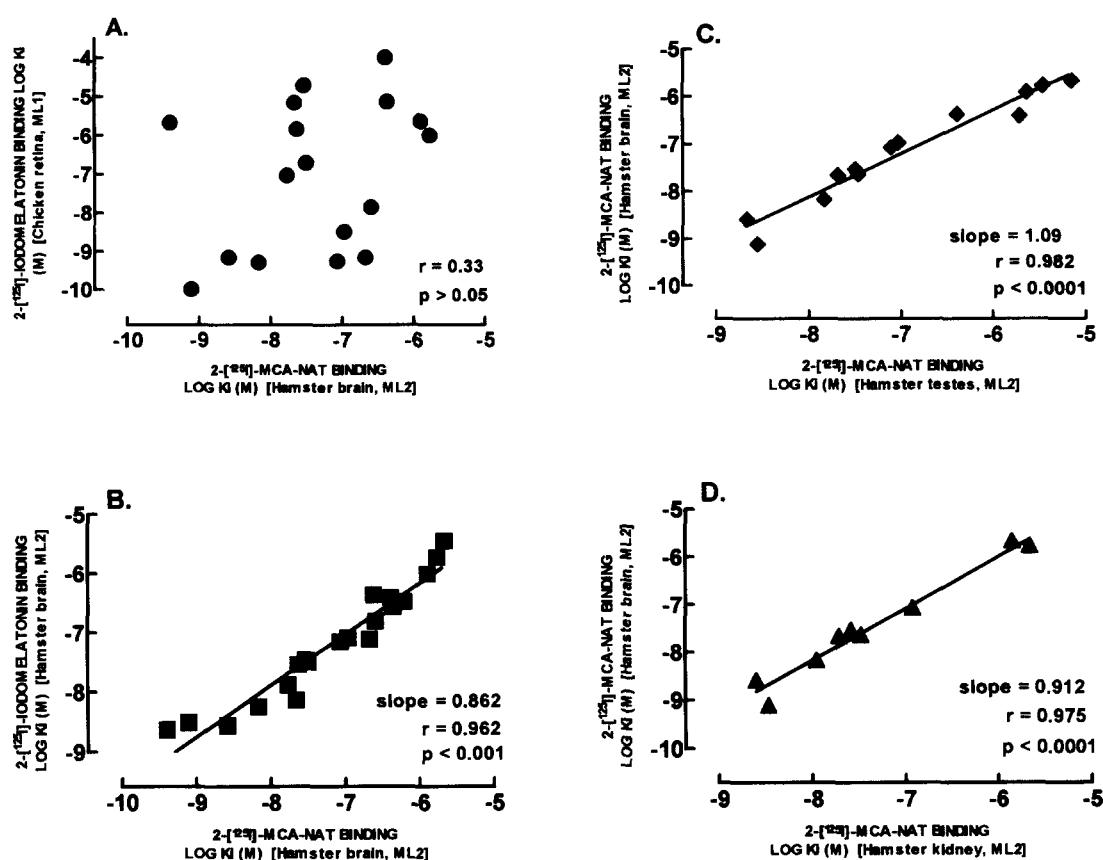 A.
2-[¹²⁵I]-IODOMELATONIN BINDING LOG KI
(M) [Chicken retina, ML1]
-4
-5
-6
-7
-8
-9
-10
r = 0.33
p > 0.05
-10 -9 -8 -7 -6 -5
2-[¹²⁵I]-MCA-NAT BINDING
LOG KI (M) [Hamster brain, ML2]
B.
2-[¹²⁵I]-IODOMELATONIN BINDING
LOG KI (M) [Hamster brain, ML2]
-5
-6
-7
-8
-9
slope = 0.862
r = 0.962
p < 0.001
-10 -9 -8 -7 -6 -5
2-[¹²⁵I]-MCA-NAT BINDING
LOG KI (M) [Hamster brain, ML2]
C.
2-[¹²⁵I]-MCA-NAT BINDING
LOG KI (M) [Hamster brain, ML2]
-5
-6
-7
-8
-9
-10
slope = 1.09
r = 0.982
p < 0.0001
-9 -8 -7 -6 -5
2-[¹²⁵I]-MCA-NAT BINDING
LOG KI (M) [Hamster testes, ML2]
D.
2-[¹²⁵I]-MCA-NAT BINDING
LOG KI (M) [Hamster brain, ML2]
-5
-6
-7
-8
-9
-10
slope = 0.912
r = 0.975
p < 0.0001
-9 -8 -7 -6 -5
2-[¹²⁵I]-MCA-NAT BINDING
LOG KI (M) [Hamster kidney, ML2]